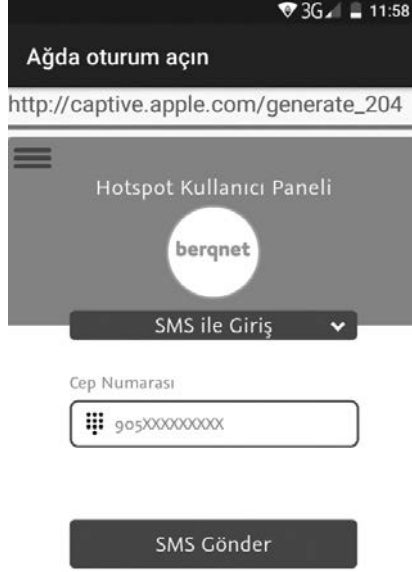 3G 11:58
Ağda oturum açın
http://captive.apple.com/generate_204
Hotspot Kullanıcı Paneli
berqnet
SMS ile Giriş
Cep Numarası
905XXXXXXXXX
SMS Gönder